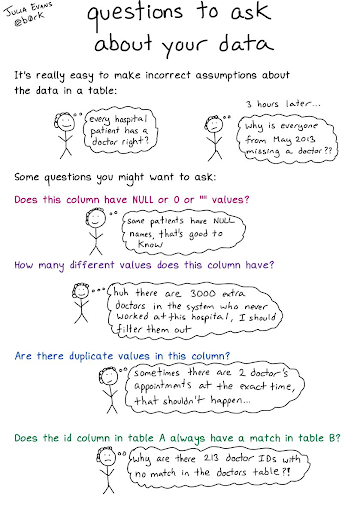 JULIA EVANS
@b0rk
questions to ask
about your data
It's really easy to make incorrect assumptions about
the data in a table:
every hospital
patient has a
doctor right?
3 hours later...
why is everyone
from May 2013
missing a doctor??
Some questions you might want to ask:
Does this column have NULL or 0 or "" values?
some patients have NULL
names, that's good to
know
How many different values does this column have?
huh there are 3000 extra
doctors in the system who never
worked at this hospital, I should
filter them out
Are there duplicate values in this column?
sometimes there are 2 doctor's
appointments at the exact time,
that shouldn't happen...
Does the id column in table A always have a match in table B?
why are there 213 doctor IDs with
no match in the doctors table?!